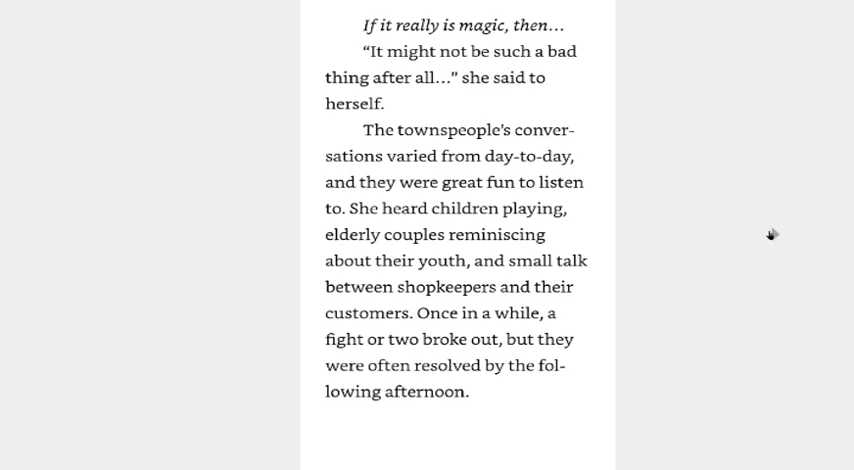 If it really is magic, then…
“It might not be such a bad
thing after all…” she said to
herself.
The townspeople’s conver-
sations varied from day-to-day,
and they were great fun to listen
to. She heard children playing,
elderly couples reminiscing
about their youth, and small talk
between shopkeepers and their
customers. Once in a while, a
fight or two broke out, but they
were often resolved by the fol-
lowing afternoon.